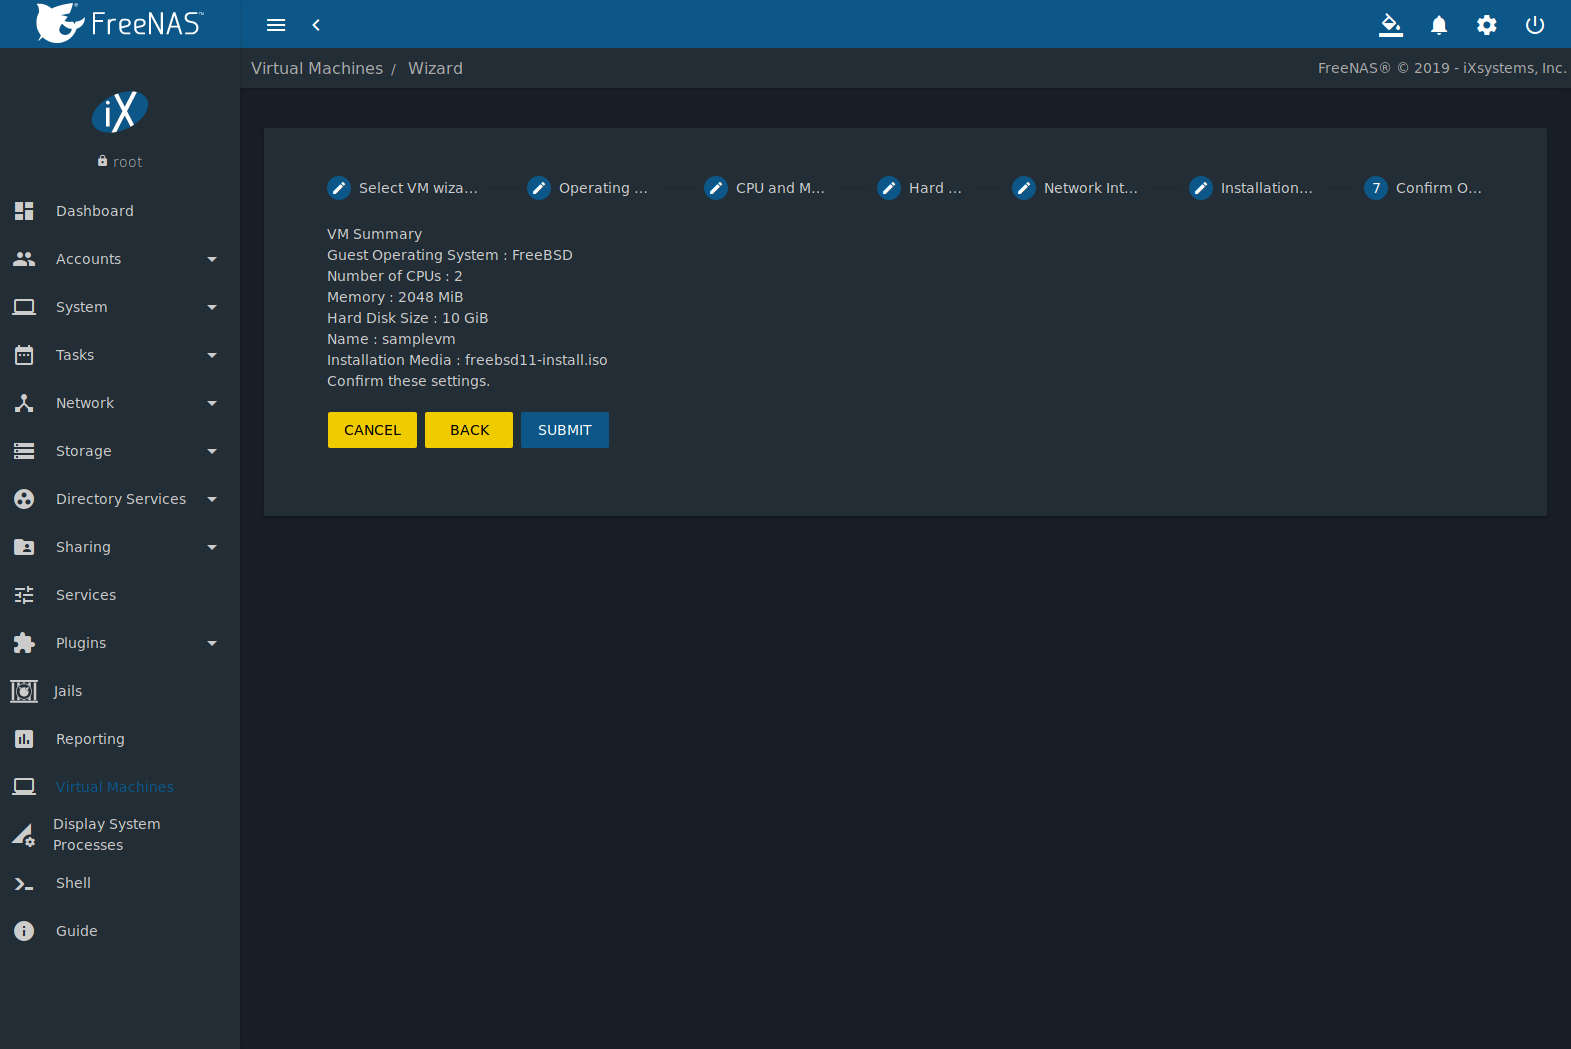 FreeNAS™
Virtual Machines / Wizard
FreeNAS® © 2019 - iXsystems, Inc.
iX
root
Dashboard
Accounts
System
Tasks
Network
Storage
Directory Services
Sharing
Services
Plugins
Jails
Reporting
Virtual Machines
Display System
Processes
Shell
Guide
Select VM wiza...
Operating ...
CPU and M...
Hard ...
Network Int...
Installation...
7 Confirm O...
VM Summary
Guest Operating System : FreeBSD
Number of CPUs : 2
Memory : 2048 MiB
Hard Disk Size : 10 GiB
Name : samplevm
Installation Media : freebsd11-install.iso
Confirm these settings.
CANCEL BACK SUBMIT